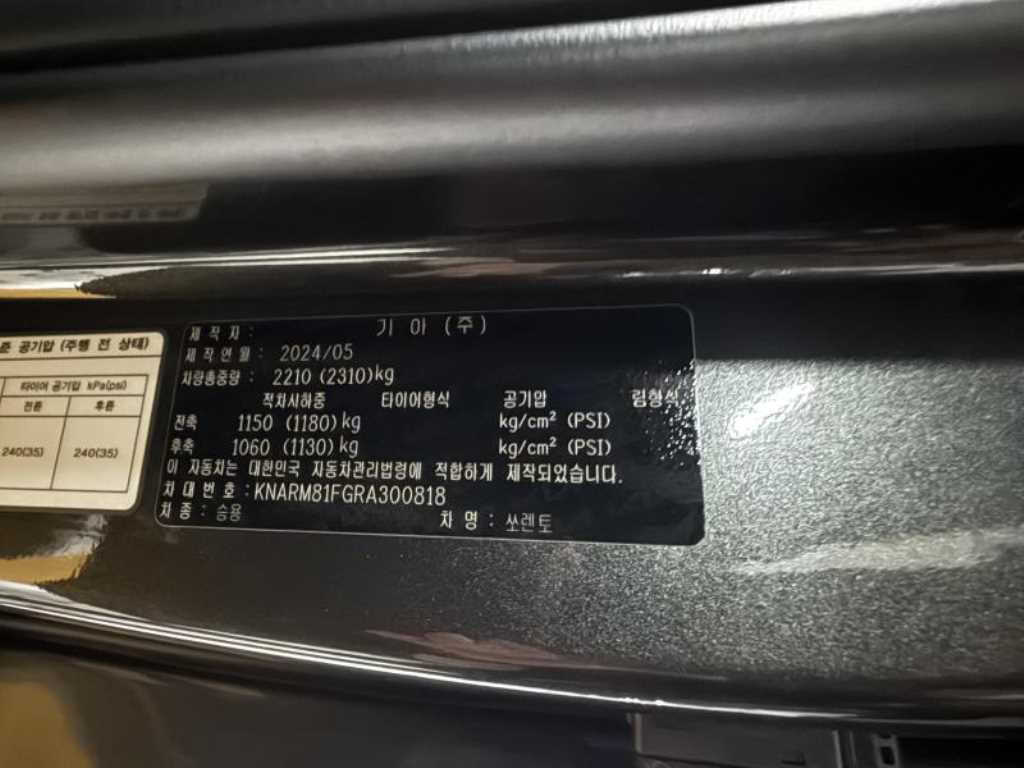 준 공기압 (주행 전 상태)
타이어 공기압 kPa(psi)
전륜 후륜
240(35) 240(35)
제 작 자 : 기 아 (주)
제 작 연 월 : 2024/05
차량총중량 : 2210 (2310)kg
적차시하중 타이어형식 공기압 림형식
전축 1150 (1180)kg kg/cm² (PSI)
후축 1060 (1130)kg kg/cm² (PSI)
이 자동차는 대한민국 자동차관리법령에 적합하게 제작되었습니다.
차 대 번 호 : KNARM81FGRA300818
차 종 : 승용 차 명 : 쏘렌토